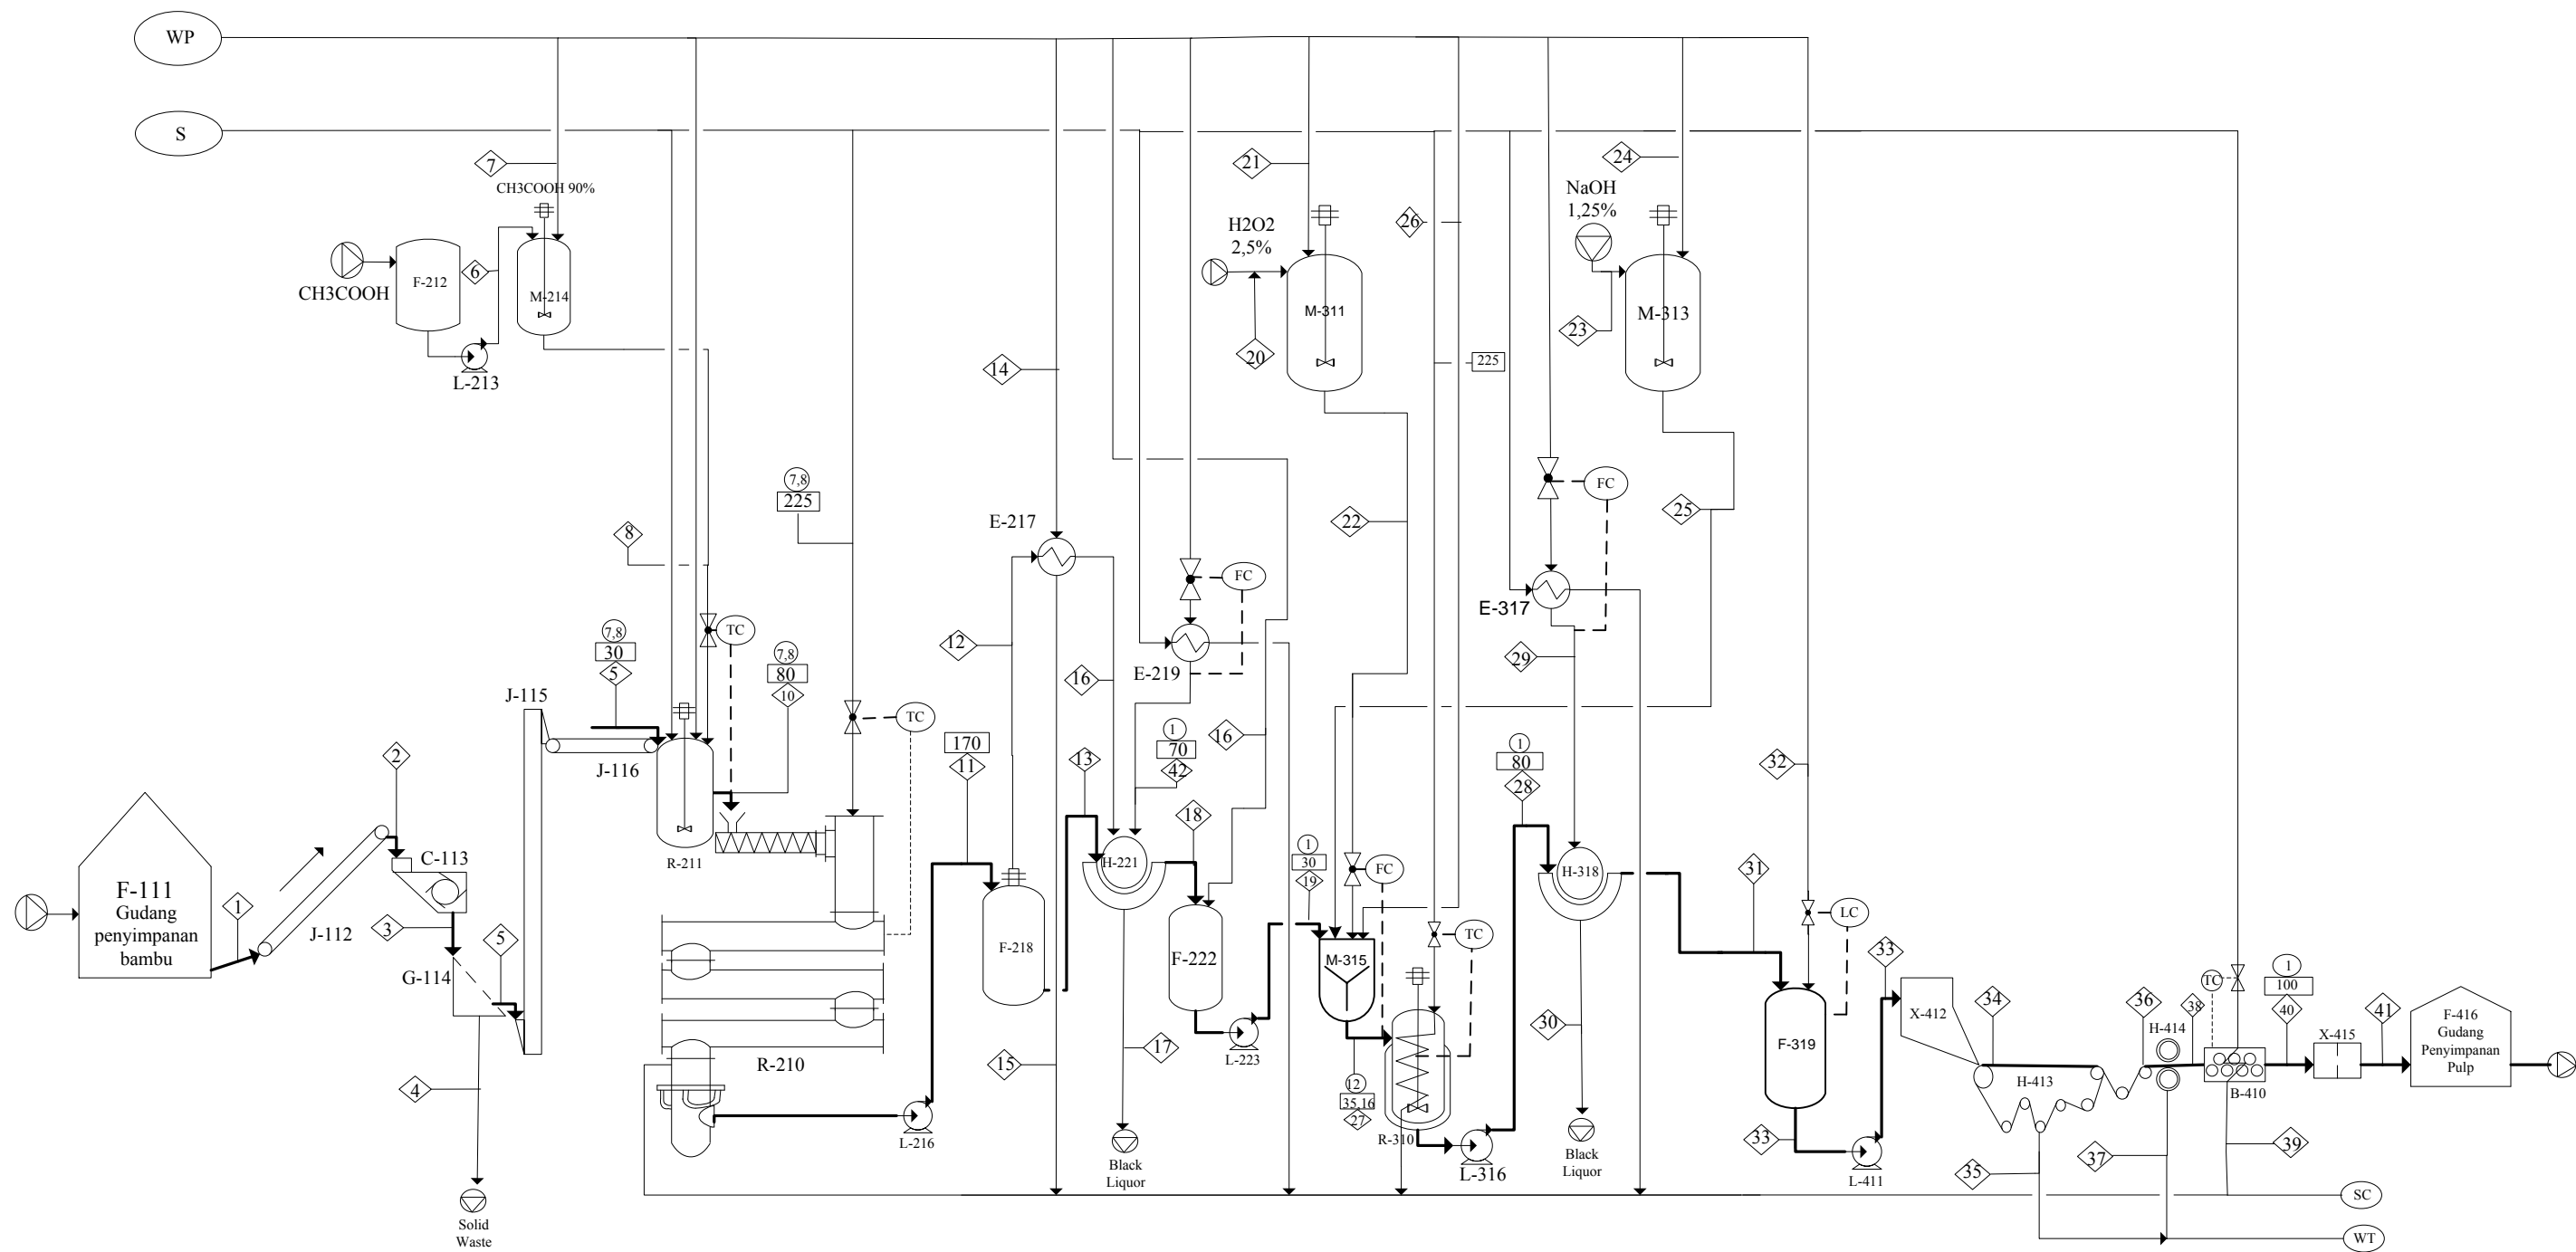 WP
S
7
CH3COOH 90%
F-212
6
M-214
CH3COOH
L-213
21
H2O2
2,5%
M-311
20
26
24
NaOH
1,25%
M-313
23
225
14
7,8
225
22
FC
25
8
E-217
FC
E-317
7,8
30
5
TC
7,8
80
10
12
16
E-219
29
J-115
J-116
R-211
TC
170
11
13
1
70
42
16
1
80
28
32
2
C-113
F-111
Gudang
penyimpanan
bambu
1
J-112
3
G-114
5
4
Solid
Waste
R-210
L-216
F-218
15
H-221
18
F-222
17
Black
Liquor
L-223
1
30
19
FC
M-315
TC
12
35,16
27
R-310
L-316
H-318
30
Black
Liquor
31
LC
F-319
33
33
L-411
X-412
34
H-413
35
36
H-414
38
37
TC
B-410
39
1
100
40
X-415
41
F-416
Gudang
Penyimpanan
Pulp
SC
WT